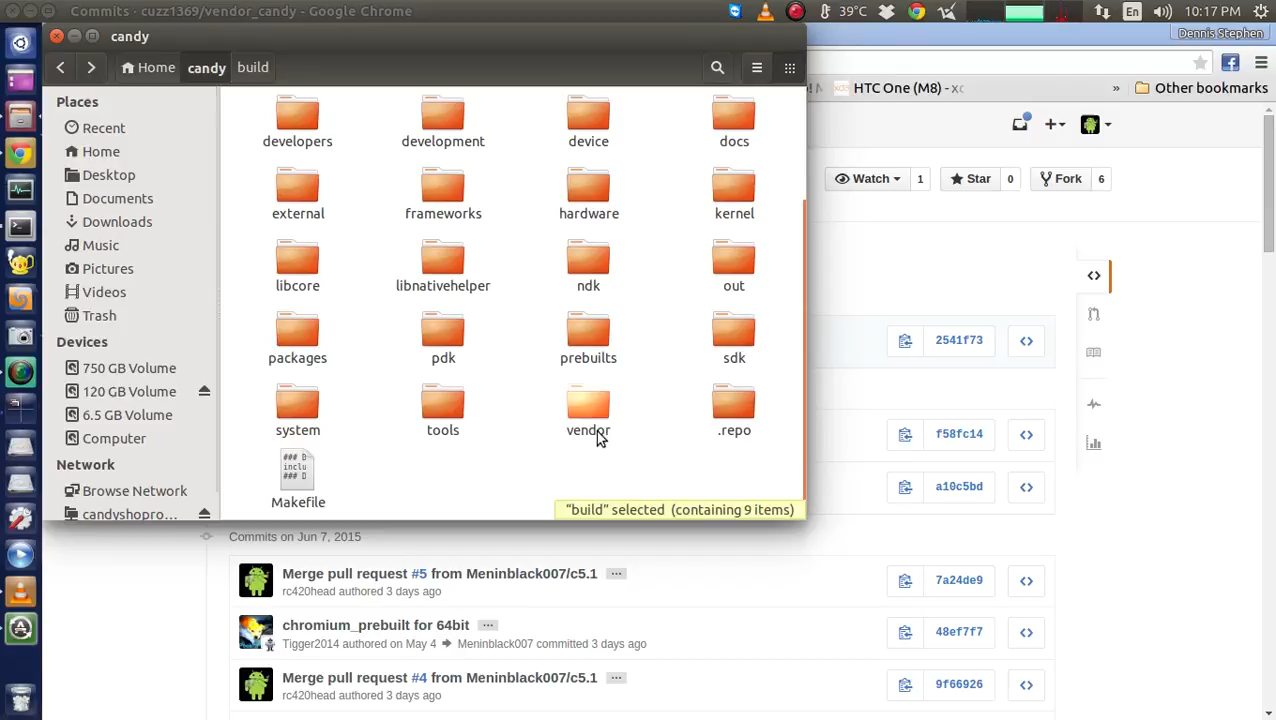 Commits · cuzz1369/vendor_candy - Google Chrome
39°C
En
10:17 PM
Dennis Stephen
candy
Home
candy
build
HTC One (M8) - xd
»
Other bookmarks
Places
Recent
Home
Desktop
Documents
Downloads
Music
Pictures
Videos
Trash
Devices
750 GB Volume
120 GB Volume
6.5 GB Volume
Computer
Network
Browse Network
candyshopro...
developers
development
device
docs
external
frameworks
hardware
kernel
libcore
libnativehelper
ndk
out
packages
pdk
prebuilts
sdk
system
tools
vendor
.repo
### D
inclu
### D
Makefile
"build" selected (containing 9 items)
Watch 1
Star 0
Fork 6
2541f73
f58fc14
a10c5bd
Commits on Jun 7, 2015
Merge pull request #5 from Meninblack007/c5.1 ...
rc420head authored 3 days ago
7a24de9
chromium_prebuilt for 64bit ...
Tigger2014 authored on May 4 Meninblack007 committed 3 days ago
48ef7f7
Merge pull request #4 from Meninblack007/c5.1 ...
rc420head authored 3 days ago
9f66926